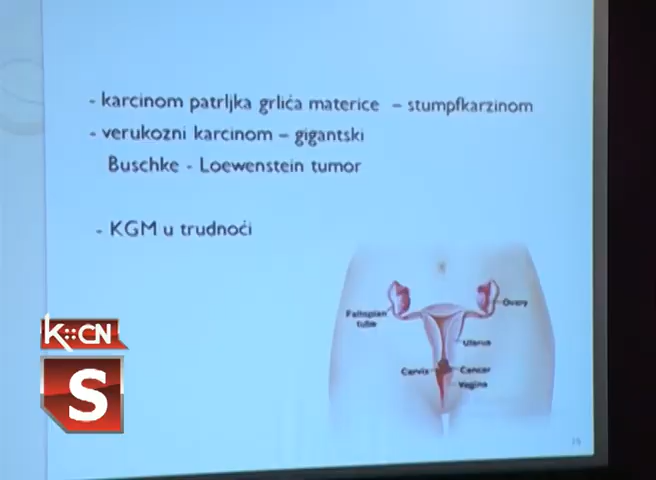 - karcinom patrljka grlića materice – stumpfkarzinom
- verukozni karcinom – gigantski
Buschke - Loewenstein tumor
- KGM u trudnoći
Fallopian
tube
Ovary
Uterus
Cervix
Cancer
Vagina
K::CN
S